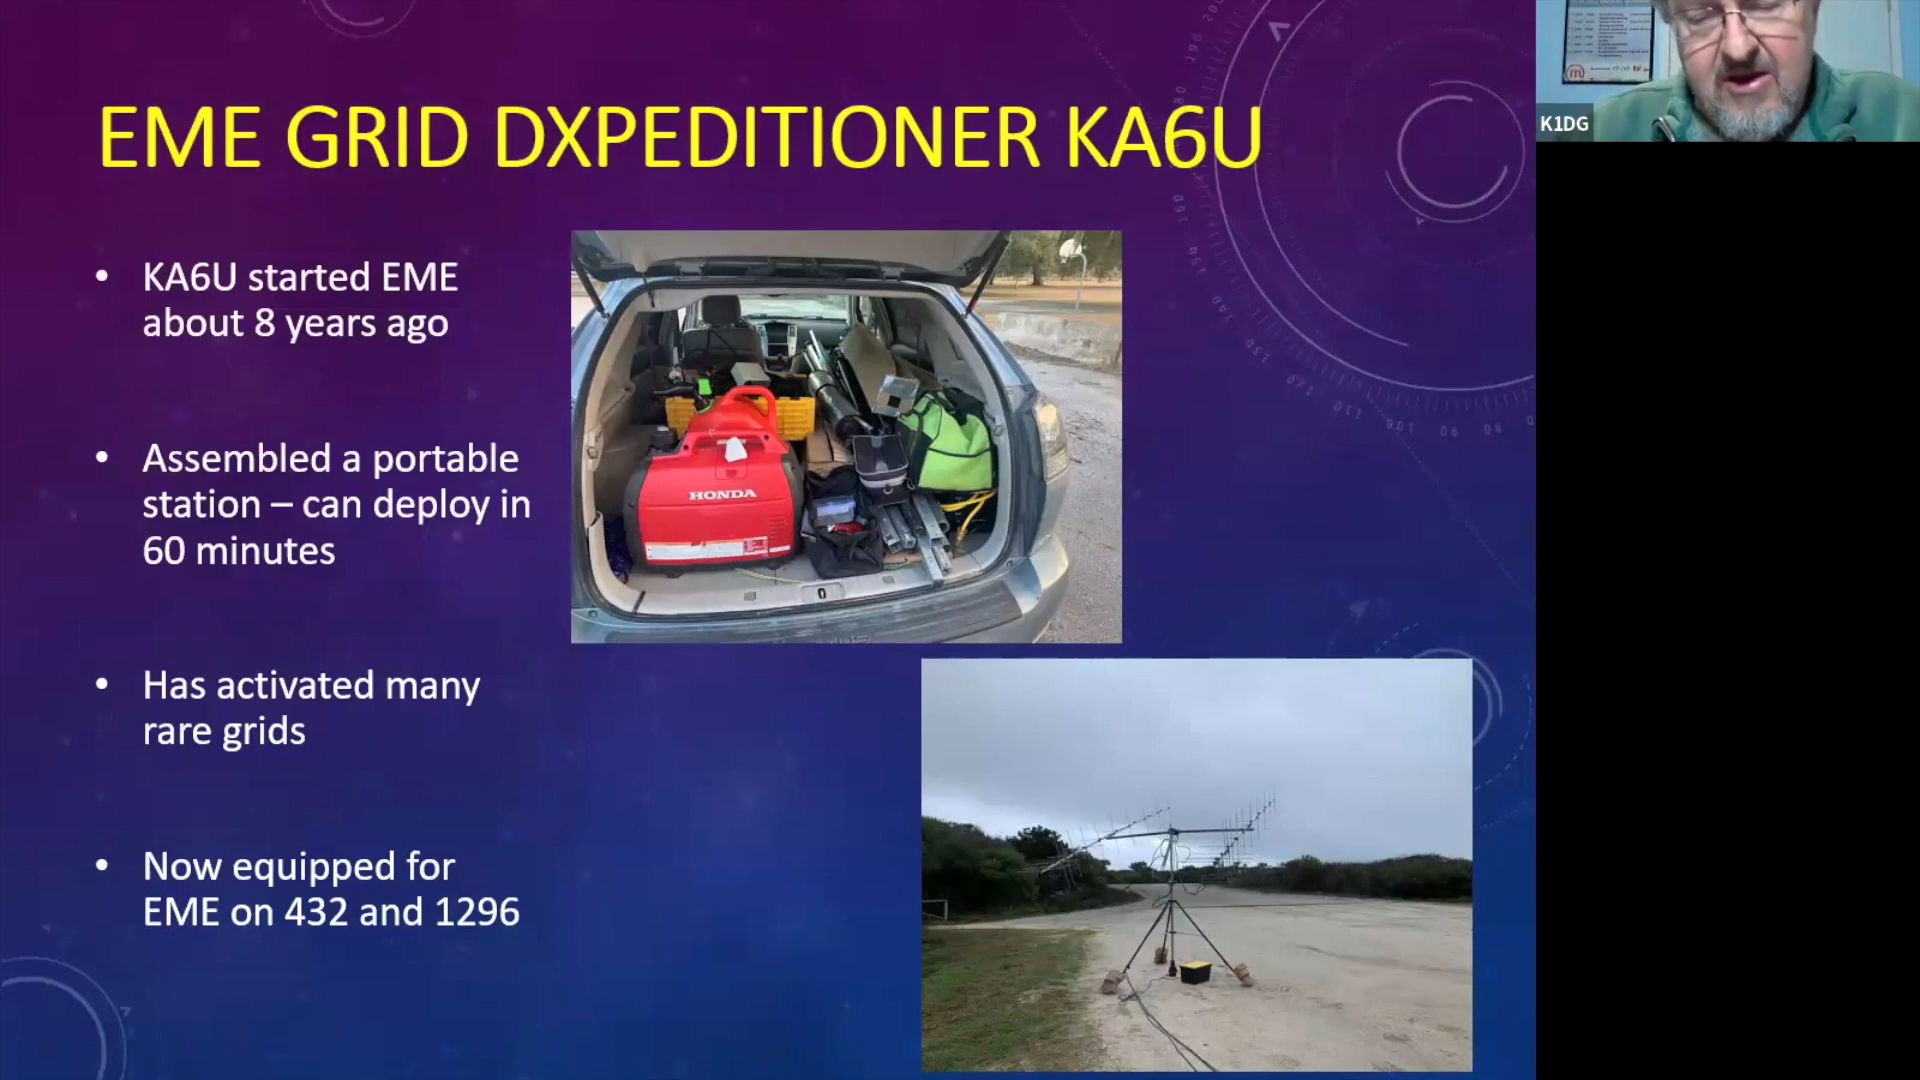 EME GRID DXPEDITIONER KA6U
K1DG
• KA6U started EME
about 8 years ago
• Assembled a portable
station – can deploy in
60 minutes
• Has activated many
rare grids
• Now equipped for
EME on 432 and 1296
HONDA